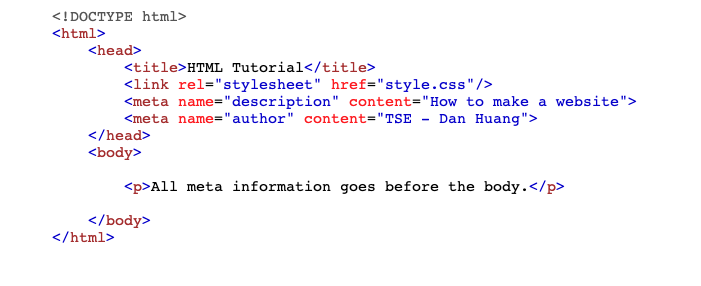 <!DOCTYPE html>
<html>
<head>
<title>HTML Tutorial</title>
<link rel="stylesheet" href="style.css"/>
<meta name="description" content="How to make a website">
<meta name="author" content="TSE - Dan Huang">
</head>
<body>
<p>All meta information goes before the body.</p>
</body>
</html>